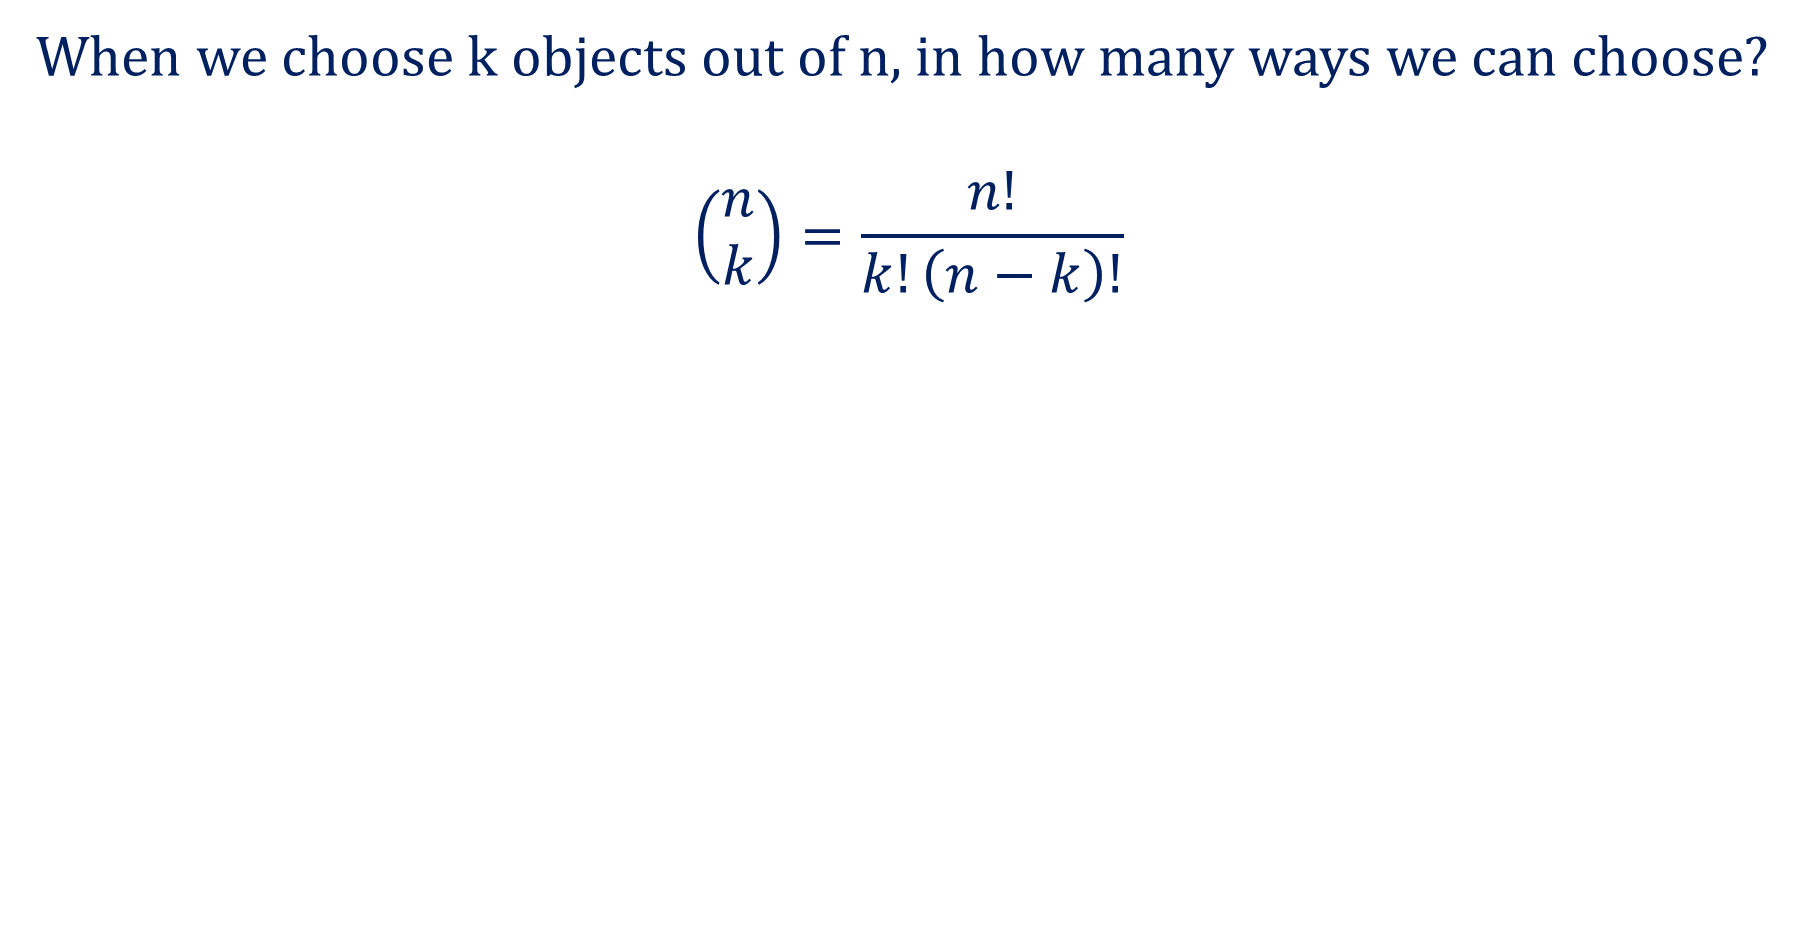 When we choose k objects out of n, in how many ways we can choose?
(n k) = n! / k! (n − k)!